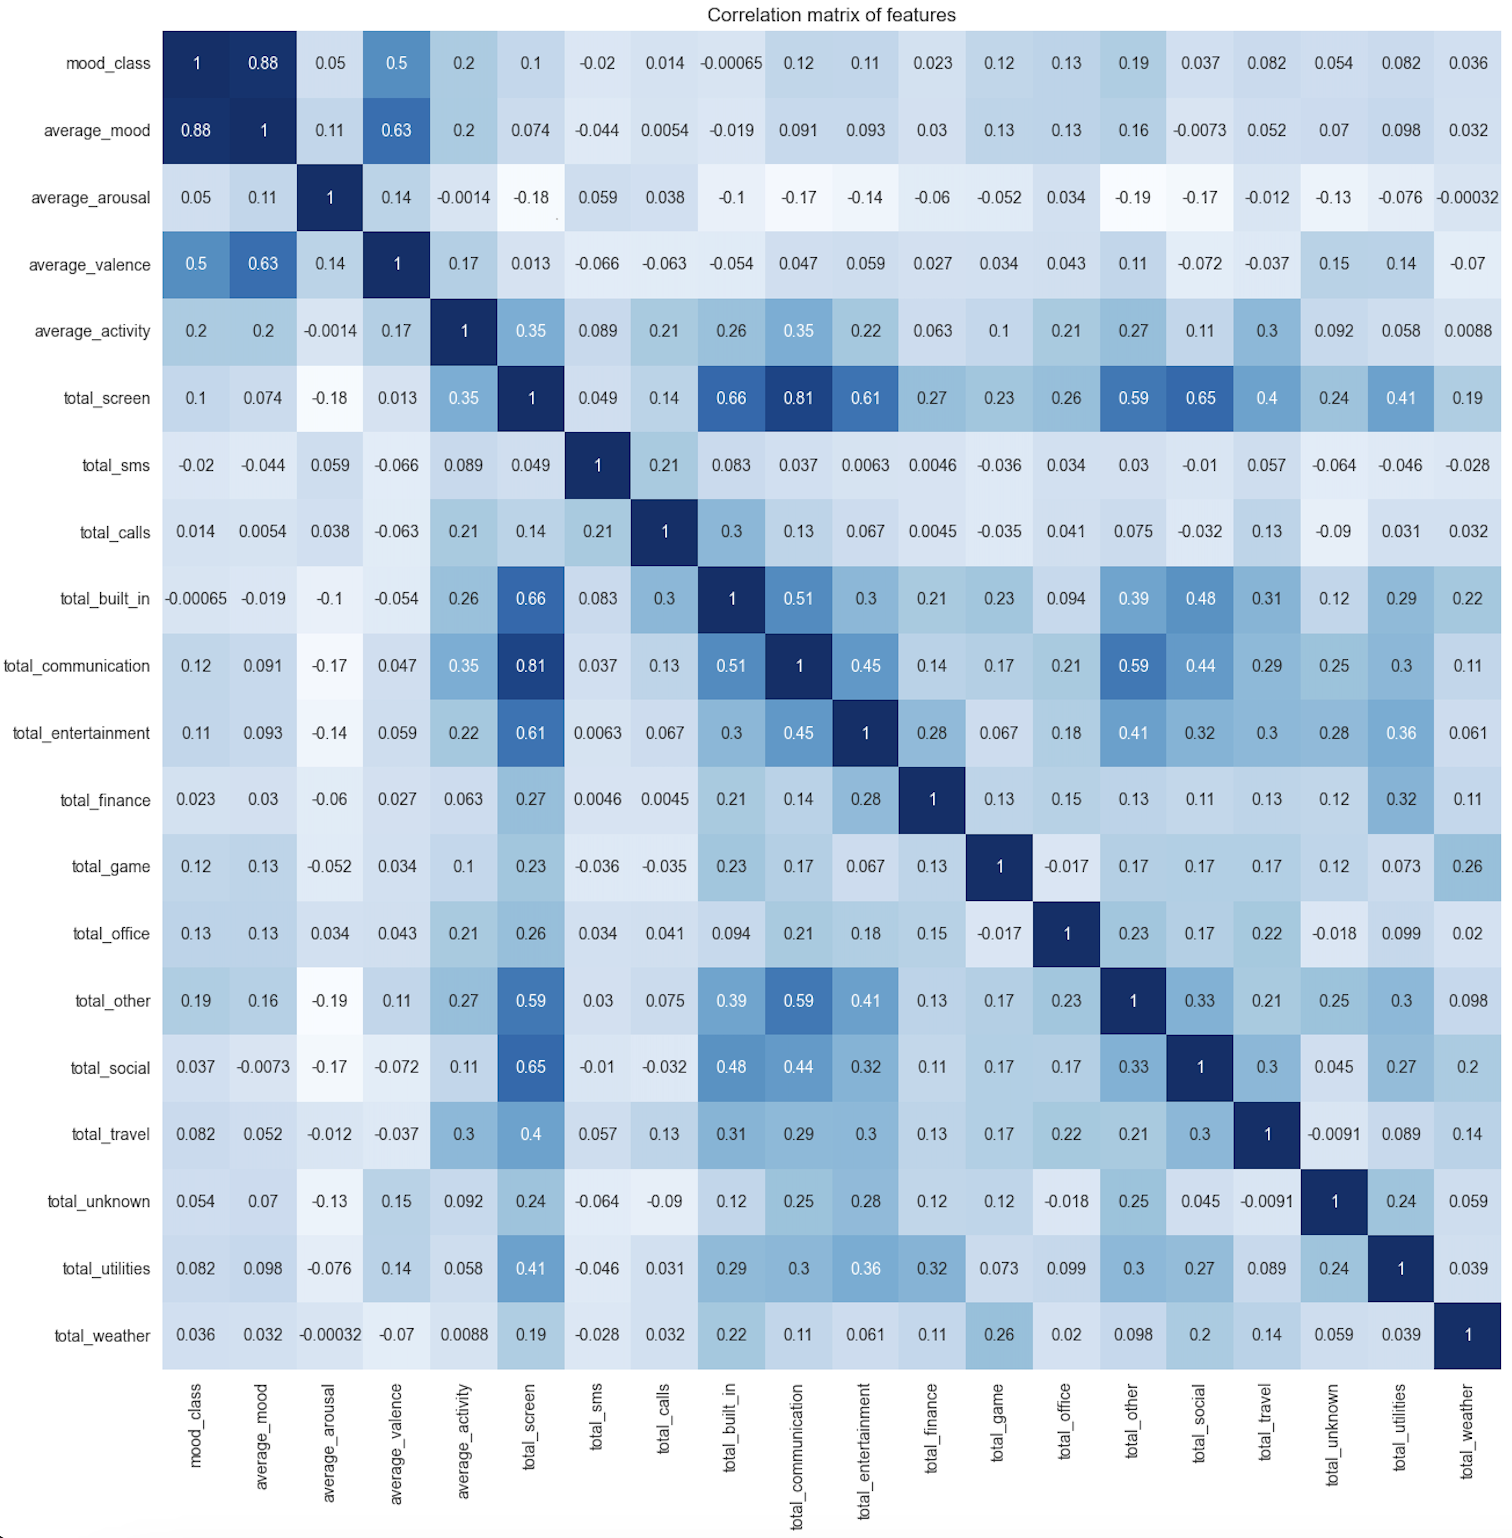 Correlation matrix of features
mood_class 1 0.88 0.05 0.5 0.2 0.1 -0.02 0.014 -0.00065 0.12 0.11 0.023 0.12 0.13 0.19 0.037 0.082 0.054 0.082 0.036
average_mood 0.88 1 0.11 0.63 0.2 0.074 -0.044 0.0054 -0.019 0.091 0.093 0.03 0.13 0.13 0.16 -0.0073 0.052 0.07 0.098 0.032
average_arousal 0.05 0.11 1 0.14 -0.0014 -0.18 0.059 0.038 -0.1 -0.17 -0.14 -0.06 -0.052 0.034 -0.19 -0.17 -0.012 -0.13 -0.076 -0.00032
average_valence 0.5 0.63 0.14 1 0.17 0.013 -0.066 -0.063 -0.054 0.047 0.059 0.027 0.034 0.043 0.11 -0.072 -0.037 0.15 0.14 -0.07
average_activity 0.2 0.2 -0.0014 0.17 1 0.35 0.089 0.21 0.26 0.35 0.22 0.063 0.1 0.21 0.27 0.11 0.3 0.092 0.058 0.0088
total_screen 0.1 0.074 -0.18 0.013 0.35 1 0.049 0.14 0.66 0.81 0.61 0.27 0.23 0.26 0.59 0.65 0.4 0.24 0.41 0.19
total_sms -0.02 -0.044 0.059 -0.066 0.089 0.049 1 0.21 0.083 0.037 0.0063 0.0046 -0.036 0.034 0.03 -0.01 0.057 -0.064 -0.046 -0.028
total_calls 0.014 0.0054 0.038 -0.063 0.21 0.14 0.21 1 0.3 0.13 0.067 0.0045 -0.035 0.041 0.075 -0.032 0.13 -0.09 0.031 0.032
total_built_in -0.00065 -0.019 -0.1 -0.054 0.26 0.66 0.083 0.3 1 0.51 0.3 0.21 0.23 0.094 0.39 0.48 0.31 0.12 0.29 0.22
total_communication 0.12 0.091 -0.17 0.047 0.35 0.81 0.037 0.13 0.51 1 0.45 0.14 0.17 0.21 0.59 0.44 0.29 0.25 0.3 0.11
total_entertainment 0.11 0.093 -0.14 0.059 0.22 0.61 0.0063 0.067 0.3 0.45 1 0.28 0.067 0.18 0.41 0.32 0.3 0.28 0.36 0.061
total_finance 0.023 0.03 -0.06 0.027 0.063 0.27 0.0046 0.0045 0.21 0.14 0.28 1 0.13 0.15 0.13 0.11 0.13 0.12 0.32 0.11
total_game 0.12 0.13 -0.052 0.034 0.1 0.23 -0.036 -0.035 0.23 0.17 0.067 0.13 1 -0.017 0.17 0.17 0.17 0.12 0.073 0.26
total_office 0.13 0.13 0.034 0.043 0.21 0.26 0.034 0.041 0.094 0.21 0.18 0.15 -0.017 1 0.23 0.17 0.22 -0.018 0.099 0.02
total_other 0.19 0.16 -0.19 0.11 0.27 0.59 0.03 0.075 0.39 0.59 0.41 0.13 0.17 0.23 1 0.33 0.21 0.25 0.3 0.098
total_social 0.037 -0.0073 -0.17 -0.072 0.11 0.65 -0.01 -0.032 0.48 0.44 0.32 0.11 0.17 0.17 0.33 1 0.3 0.045 0.27 0.2
total_travel 0.082 0.052 -0.012 -0.037 0.3 0.4 0.057 0.13 0.31 0.29 0.3 0.13 0.17 0.22 0.21 0.3 1 -0.0091 0.089 0.14
total_unknown 0.054 0.07 -0.13 0.15 0.092 0.24 -0.064 -0.09 0.12 0.25 0.28 0.12 0.12 -0.018 0.25 0.045 -0.0091 1 0.24 0.059
total_utilities 0.082 0.098 -0.076 0.14 0.058 0.41 -0.046 0.031 0.29 0.3 0.36 0.32 0.073 0.099 0.3 0.27 0.089 0.24 1 0.039
total_weather 0.036 0.032 -0.00032 -0.07 0.0088 0.19 -0.028 0.032 0.22 0.11 0.061 0.11 0.26 0.02 0.098 0.2 0.14 0.059 0.039 1
mood_class average_mood average_arousal average_valence average_activity total_screen total_sms total_calls total_built_in total_communication total_entertainment total_finance total_game total_office total_other total_social total_travel total_unknown total_utilities total_weather